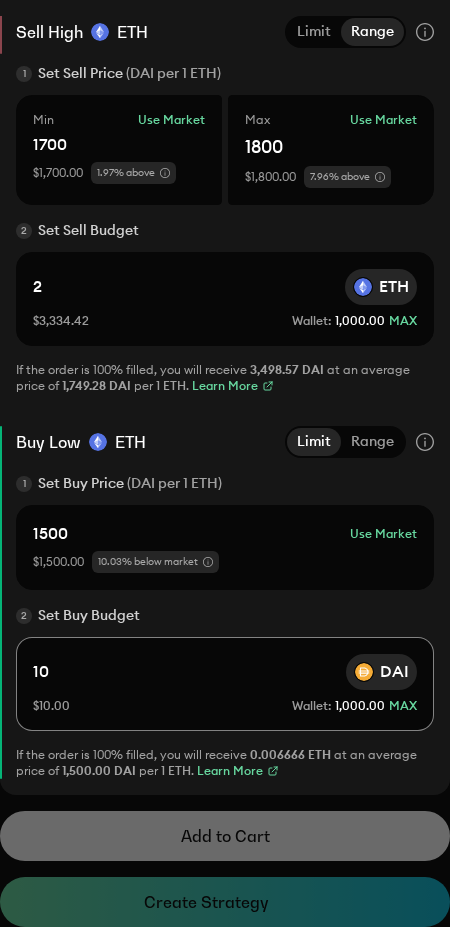 Sell High ETH Limit Range
1 Set Sell Price (DAI per 1 ETH)
Min Use Market Max Use Market
1700 1800
$1,700.00 1.97% above $1,800.00 7.96% above
2 Set Sell Budget
2 ETH
$3,334.42 Wallet: 1,000.00 MAX
If the order is 100% filled, you will receive 3,498.57 DAI at an average
price of 1,749.28 DAI per 1 ETH. Learn More
Buy Low ETH Limit Range
1 Set Buy Price (DAI per 1 ETH)
1500 Use Market
$1,500.00 10.03% below market
2 Set Buy Budget
10 DAI
$10.00 Wallet: 1,000.00 MAX
If the order is 100% filled, you will receive 0.006666 ETH at an average
price of 1,500.00 DAI per 1 ETH. Learn More
Add to Cart
Create Strategy